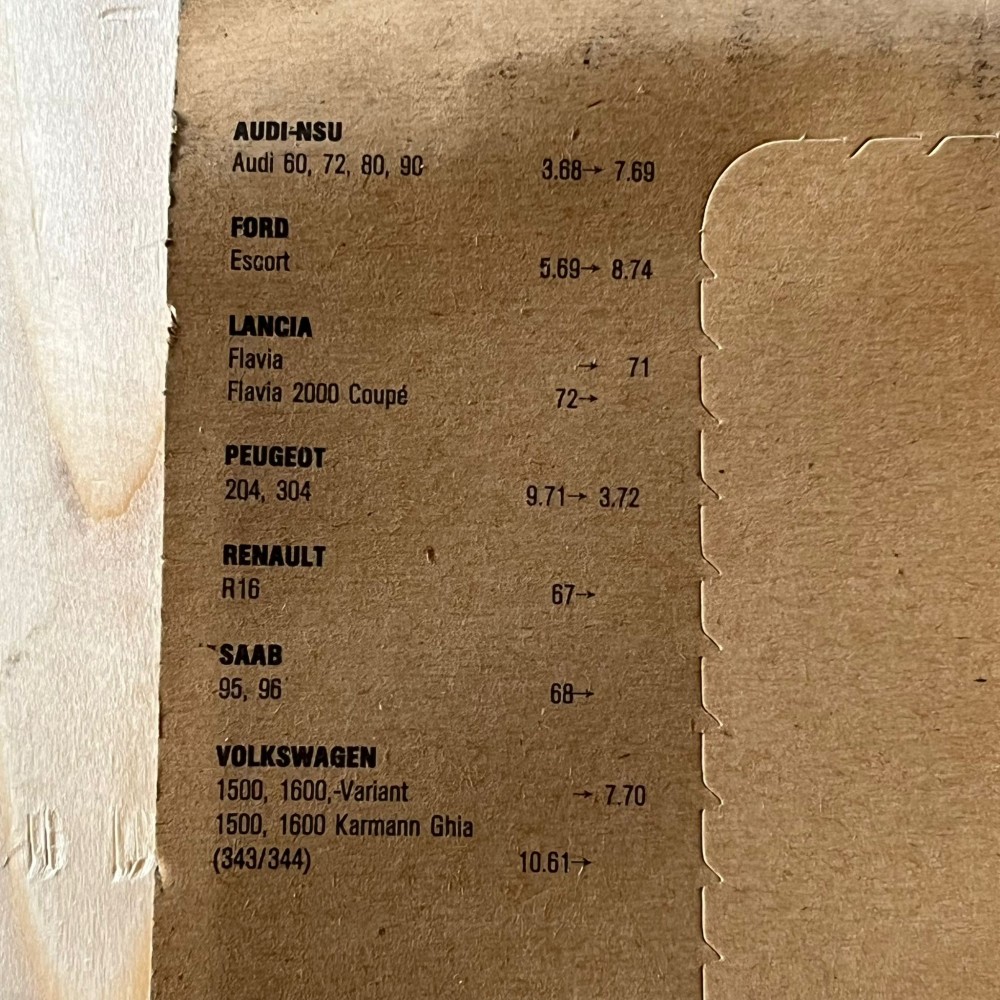 AUDI-NSU
Audi 60, 72, 80, 90 3.68→ 7.69
FORD
Escort 5.69→ 8.74
LANCIA
Flavia → 71
Flavia 2000 Coupé 72→
PEUGEOT
204, 304 9.71→ 3.72
RENAULT
R16 67→
SAAB
95, 96 68→
VOLKSWAGEN
1500, 1600,-Variant → 7.70
1500, 1600 Karmann Ghia
(343/344) 10.61→